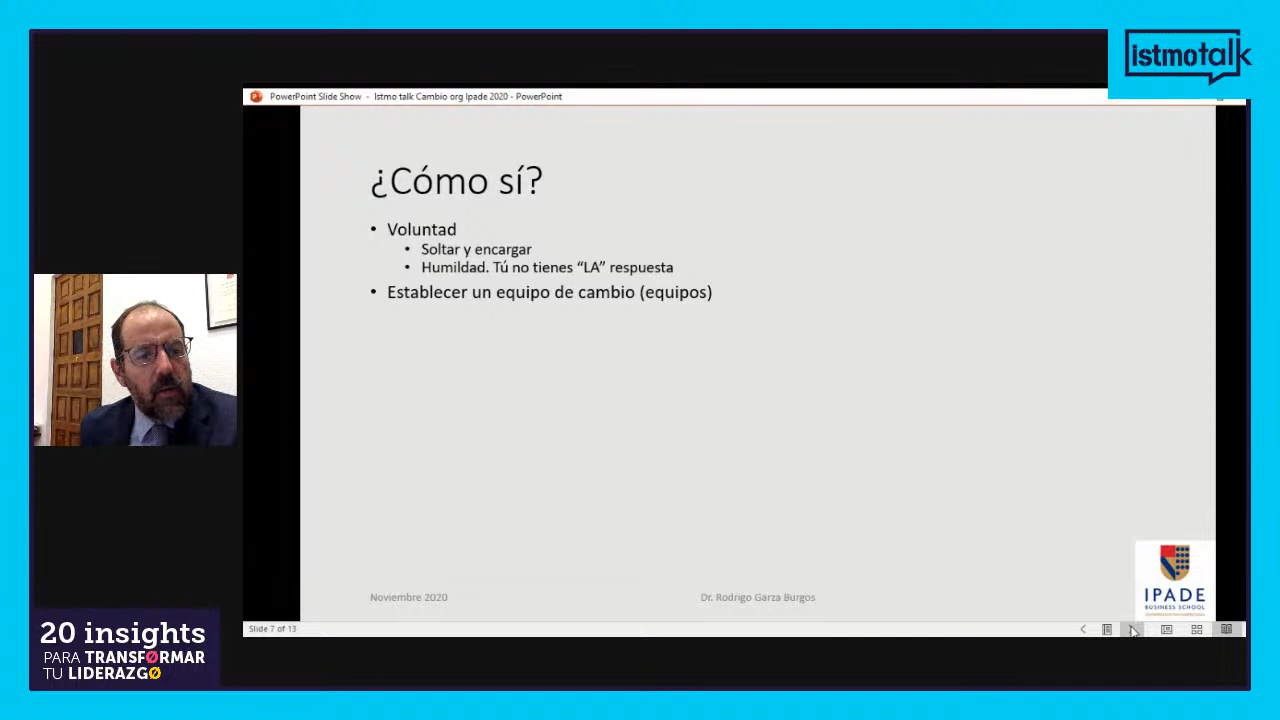 istmotalk
PowerPoint Slide Show - Istmo talk Cambio org Ipade 2020 - PowerPoint
¿Cómo sí?
• Voluntad
• Soltar y encargar
• Humildad. Tú no tienes “LA” respuesta
• Establecer un equipo de cambio (equipos)
Noviembre 2020
Dr. Rodrigo Garza Burgos
IPADE
BUSINESS SCHOOL
Slide 7 of 13
20 insights
PARA TRANSFØRMAR
TU LIDERAZGØ